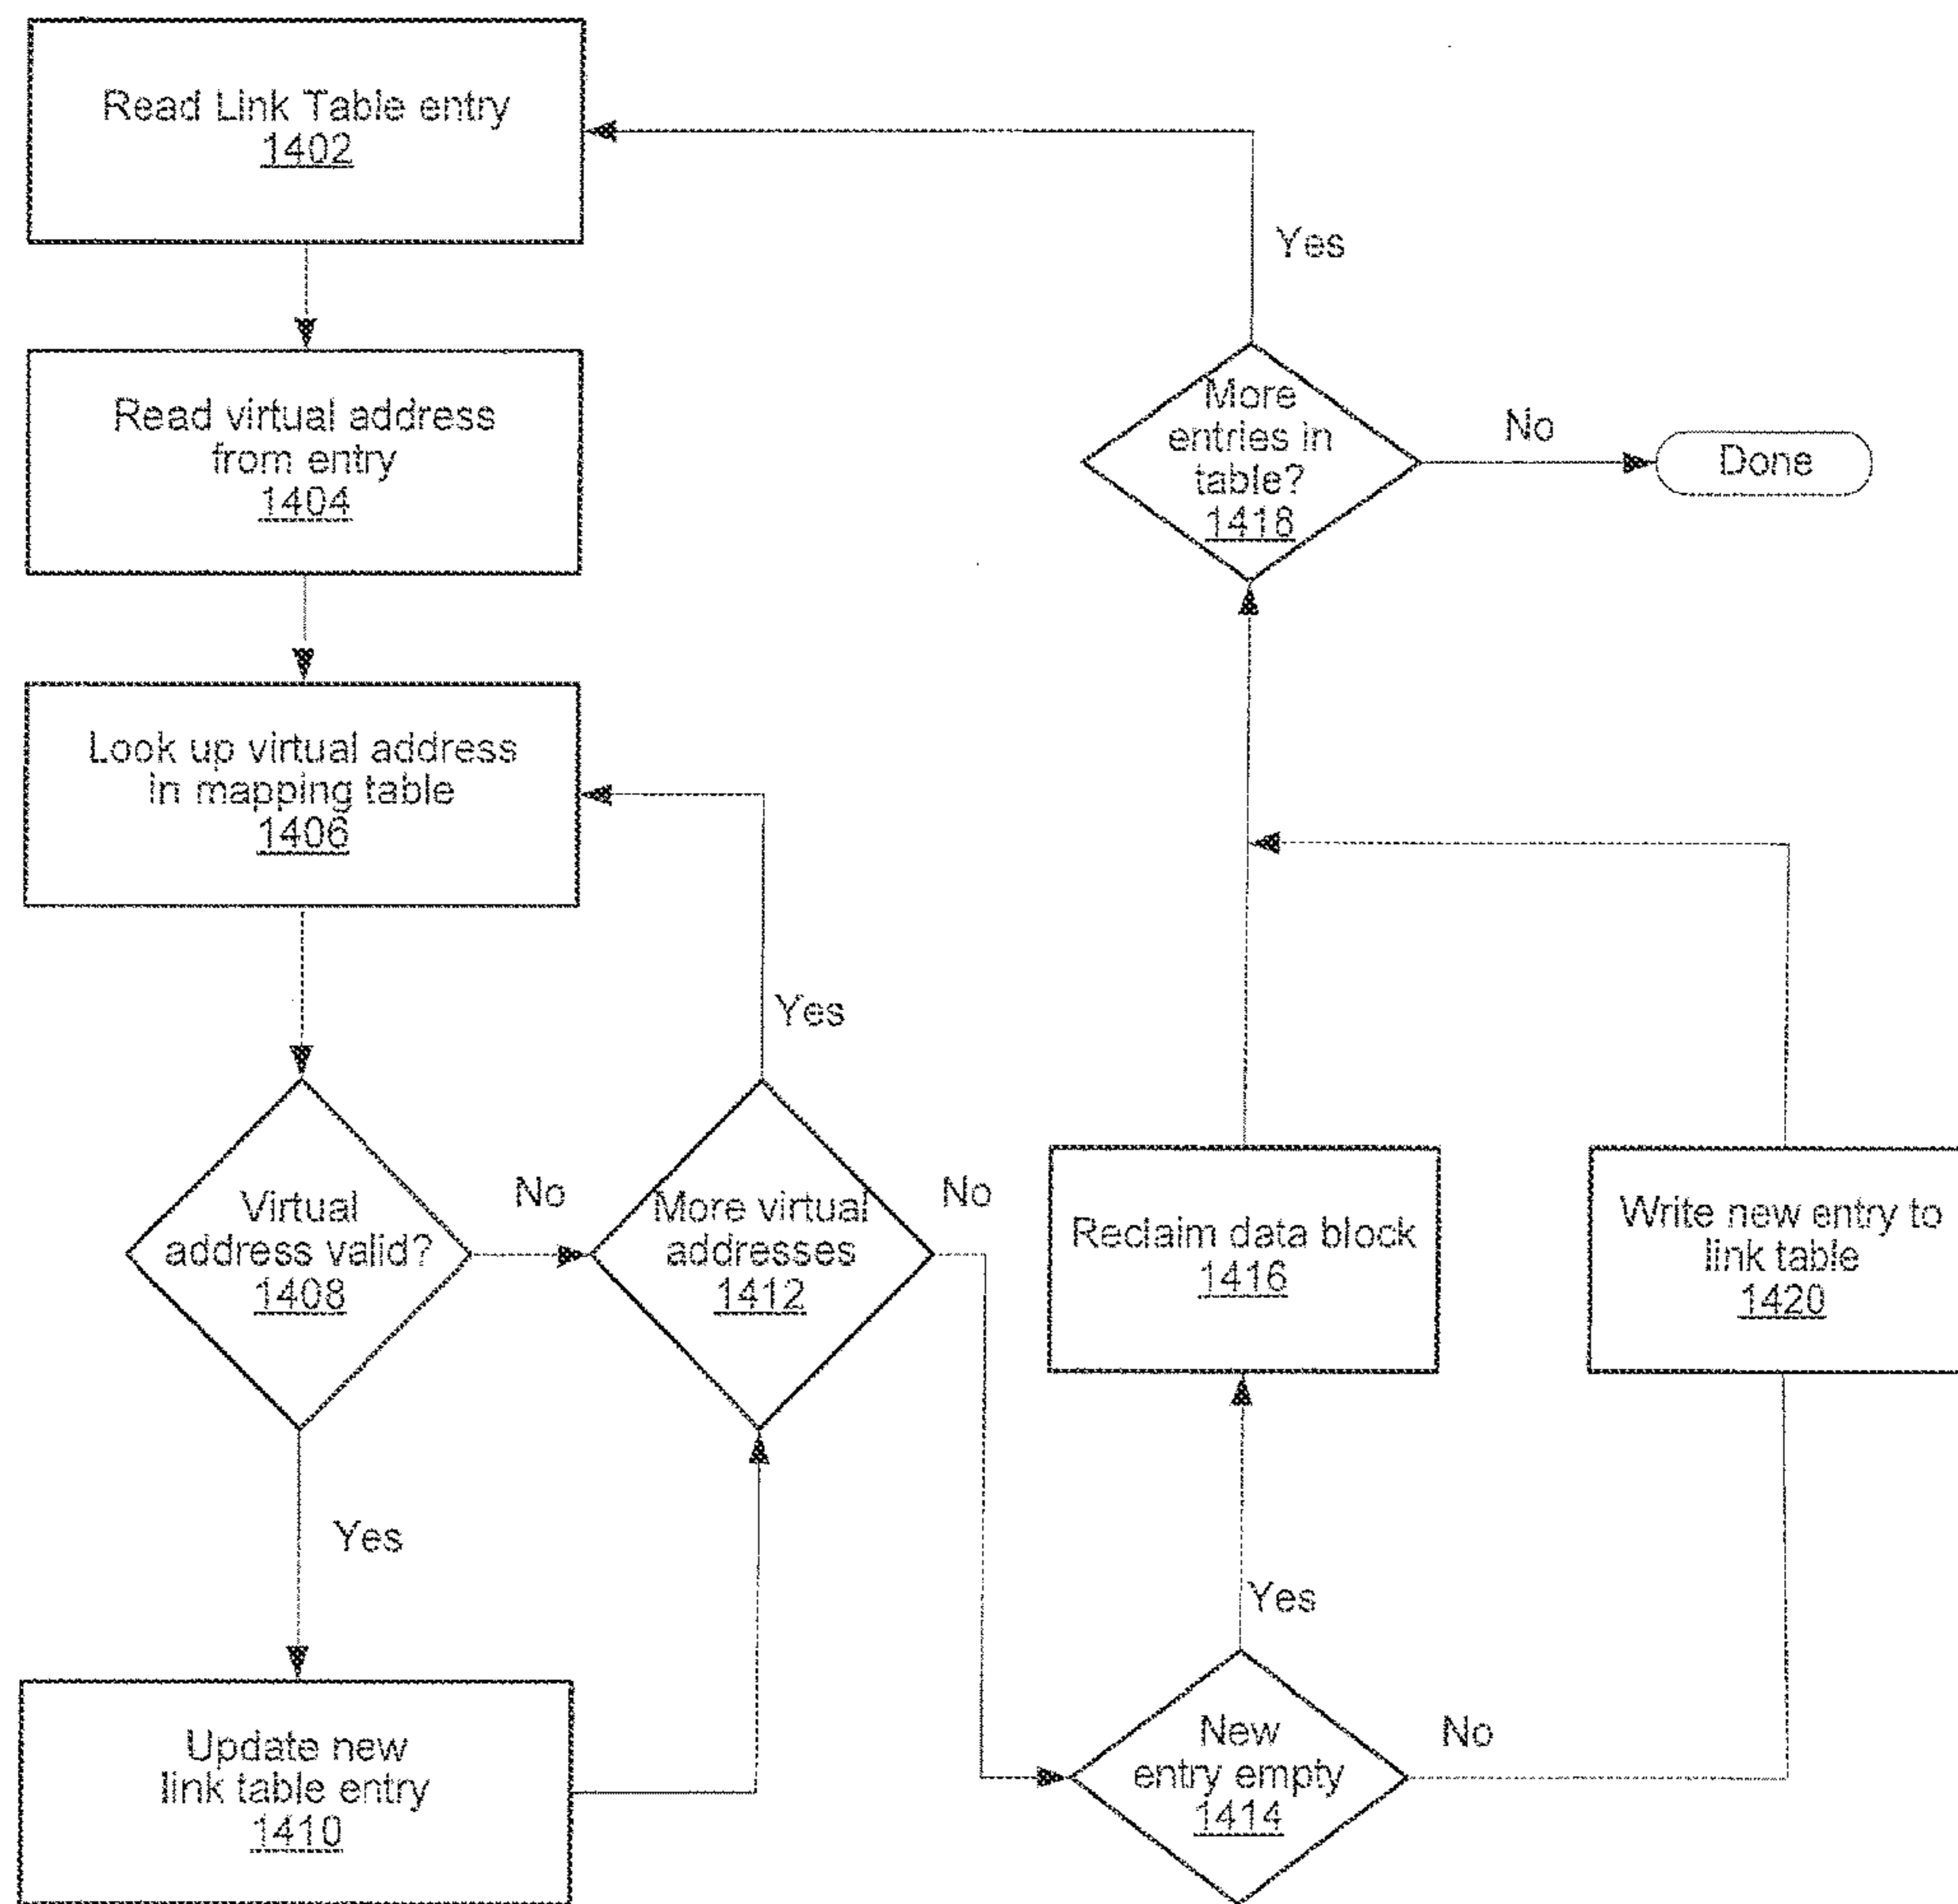 Read Link Table entry
1402
Read virtual address
from entry
1404
Look up virtual address
in mapping table
1406
Virtual
address valid?
1408
No
Yes
Update new
link table entry
1410
More virtual
addresses
1412
Yes
No
New
entry empty
1414
Yes
No
Reclaim data block
1416
Write new entry to
link table
1420
More
entries in
table?
1418
Yes
No
Done